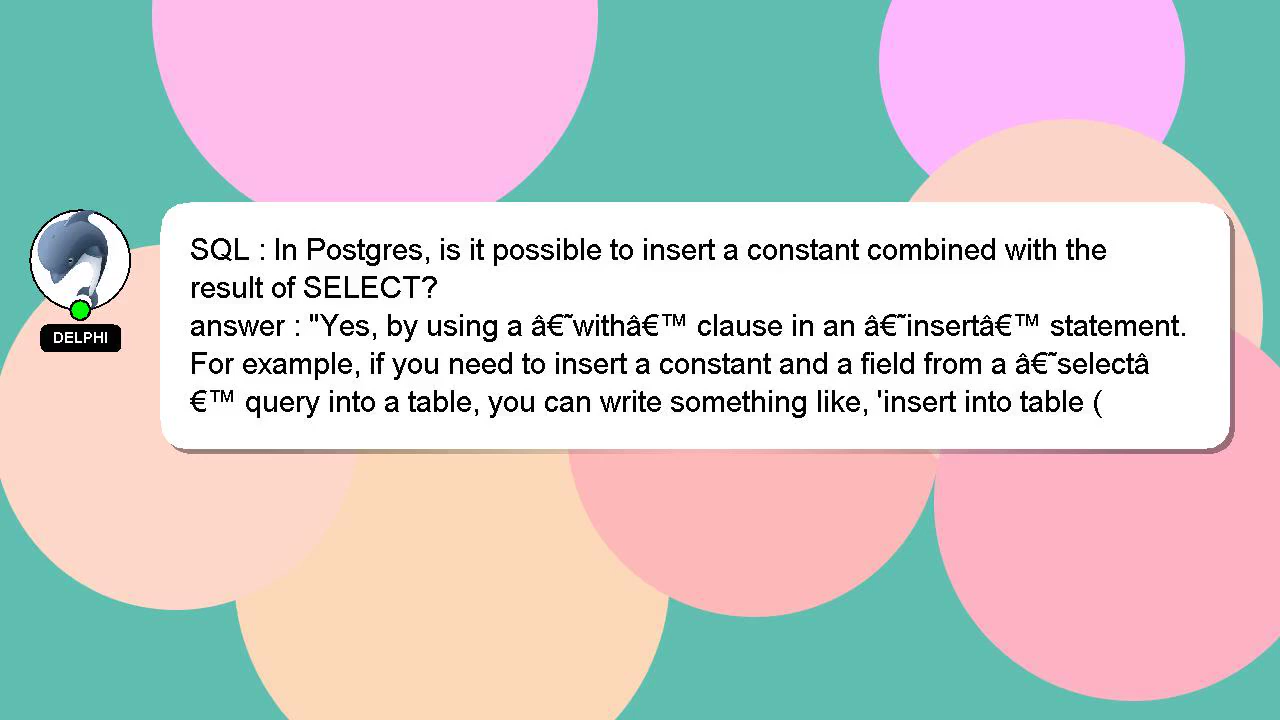 SQL : In Postgres, is it possible to insert a constant combined with the
result of SELECT?
answer : "Yes, by using a â€˜withâ€™ clause in an â€˜insertâ€™ statement.
For example, if you need to insert a constant and a field from a â€˜selectâ
€™ query into a table, you can write something like, 'insert into table (
DELPHI